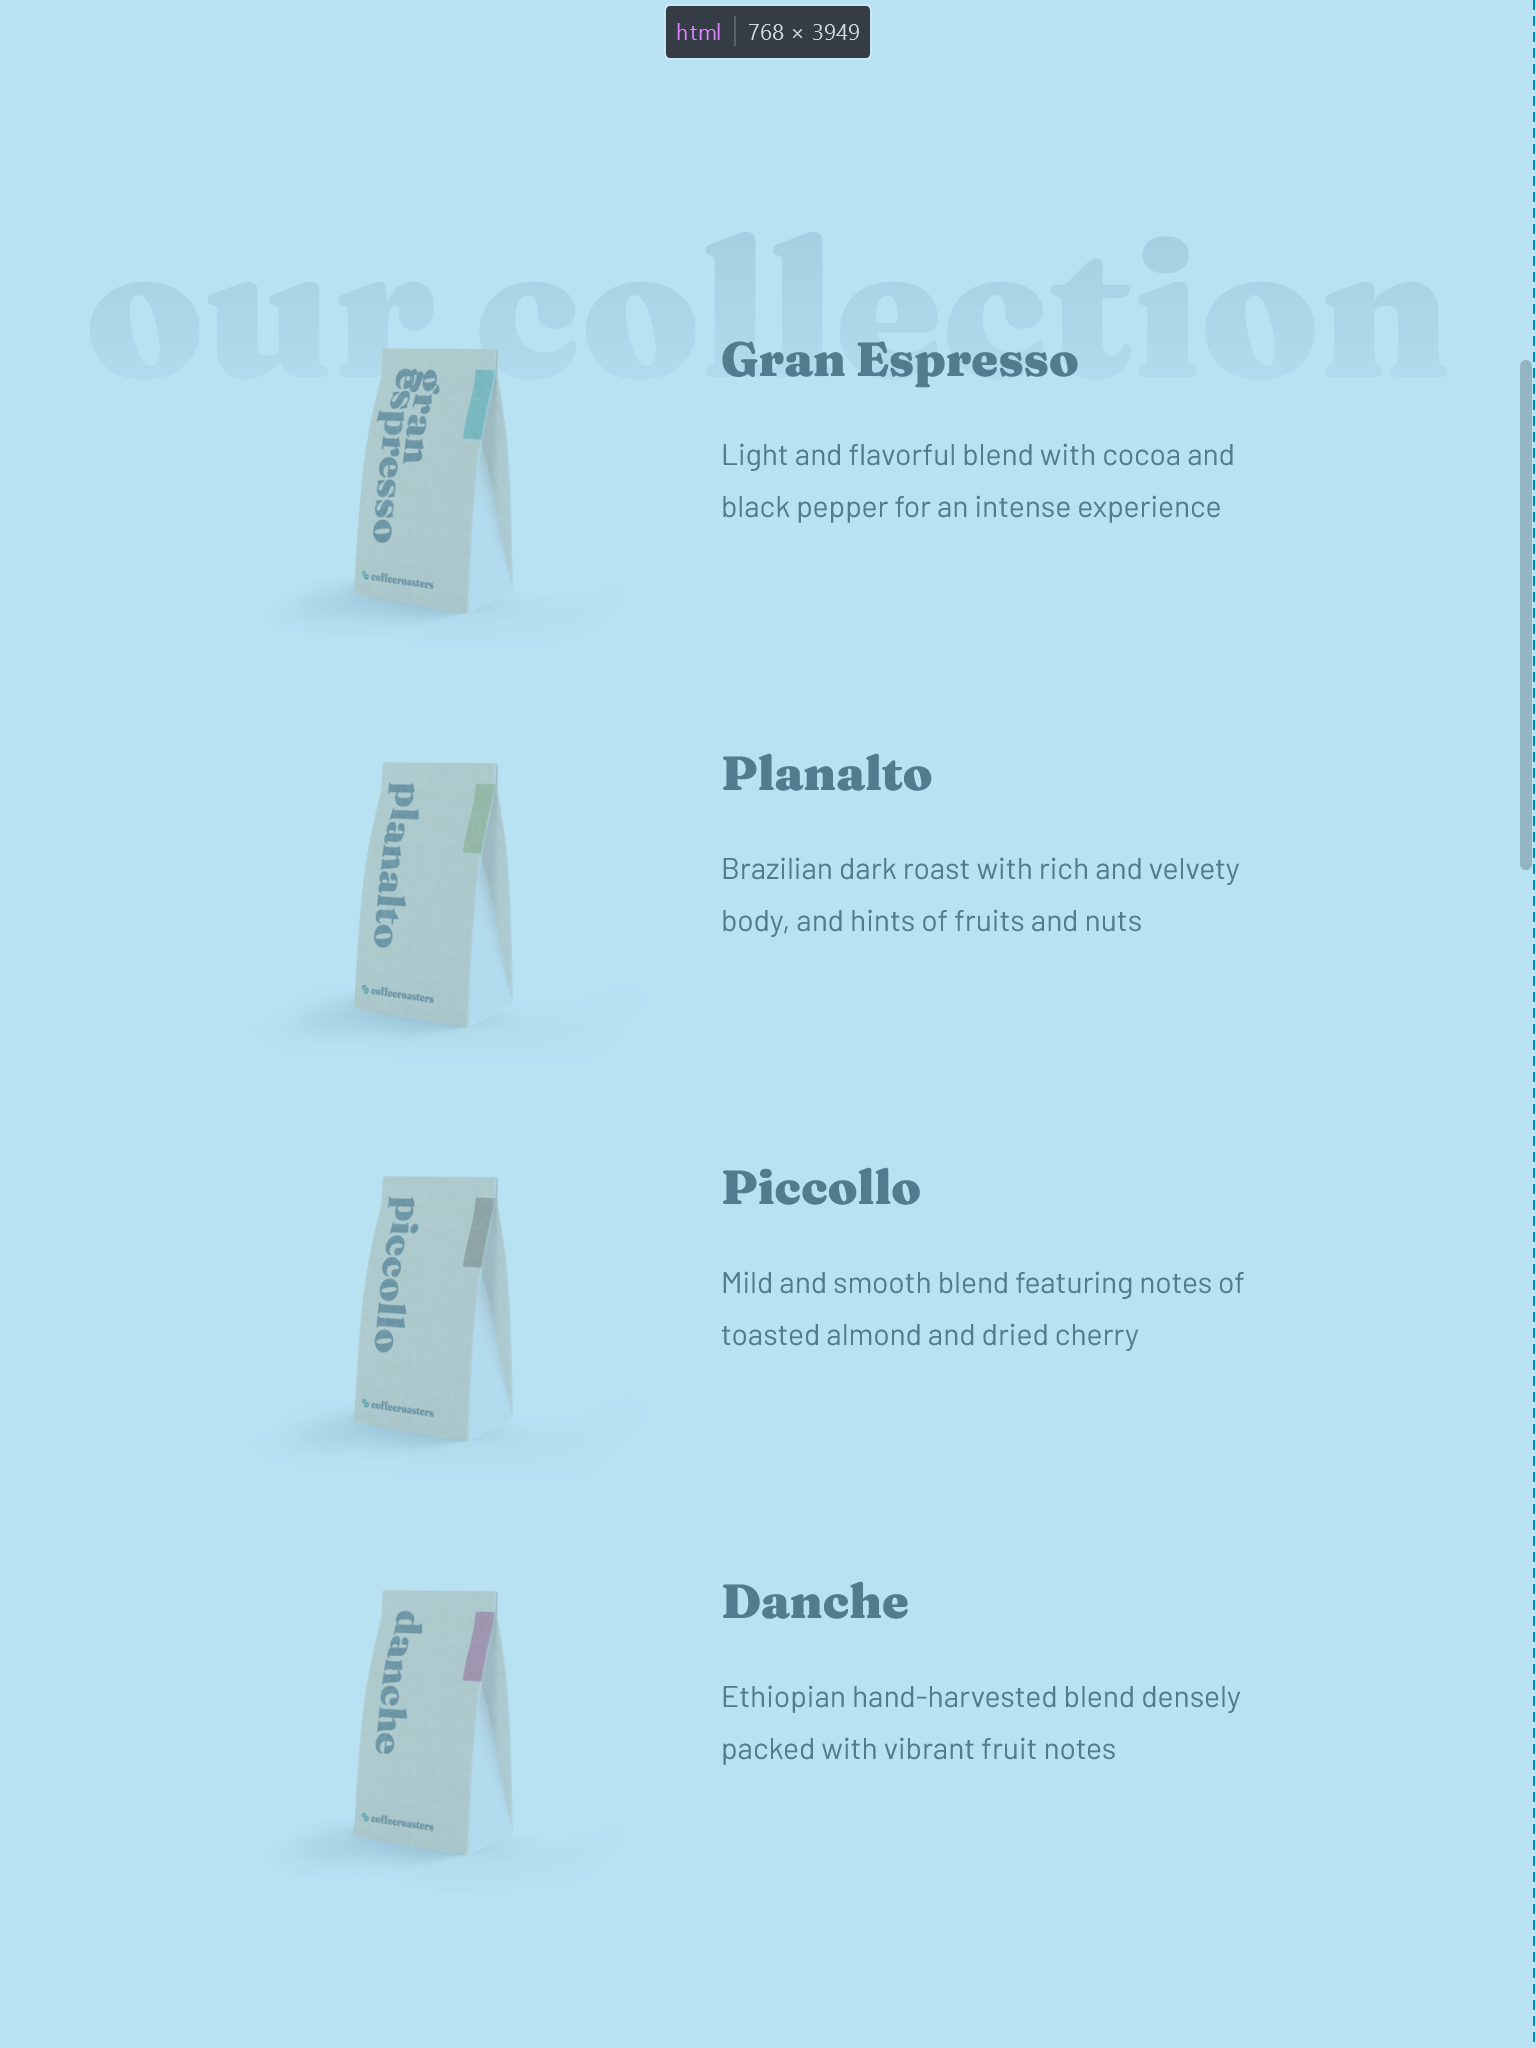 html 768 × 3949
our collection
gran
espresso
coffeeroasters
Gran Espresso
Light and flavorful blend with cocoa and
black pepper for an intense experience
planalto
coffeeroasters
Planalto
Brazilian dark roast with rich and velvety
body, and hints of fruits and nuts
piccollo
coffeeroasters
Piccollo
Mild and smooth blend featuring notes of
toasted almond and dried cherry
danche
coffeeroasters
Danche
Ethiopian hand-harvested blend densely
packed with vibrant fruit notes